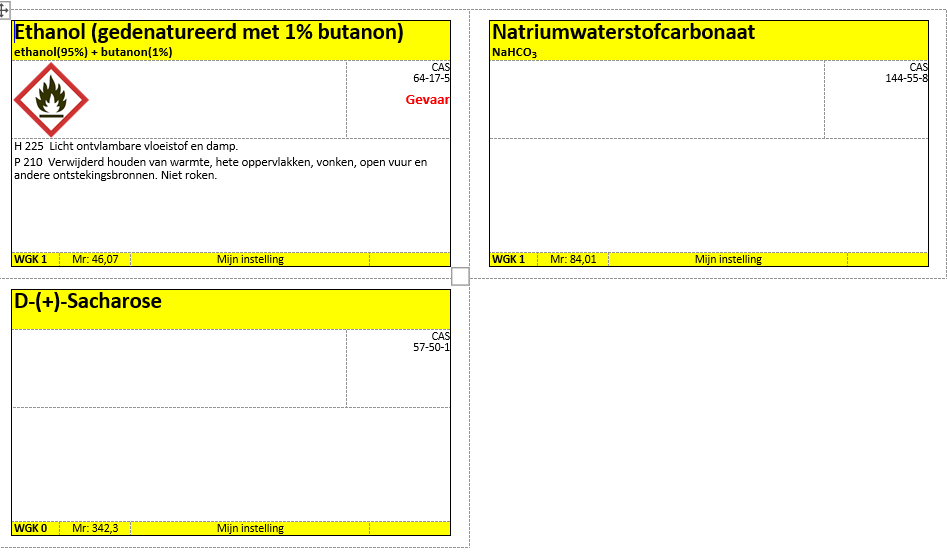 Ethanol (gedenatureerd met 1% butanon)
ethanol(95%) + butanon(1%)
CAS
64-17-5
Gevaar
H 225 Licht ontvlambare vloeistof en damp.
P 210 Verwijderd houden van warmte, hete oppervlakken, vonken, open vuur en
andere ontstekingsbronnen. Niet roken.
WGK 1 Mr: 46,07 Mijn instelling
Natriumwaterstofcarbonaat
NaHCO₃
CAS
144-55-8
WGK 1 Mr: 84,01 Mijn instelling
D-(+)-Sacharose
CAS
57-50-1
WGK 0 Mr: 342,3 Mijn instelling